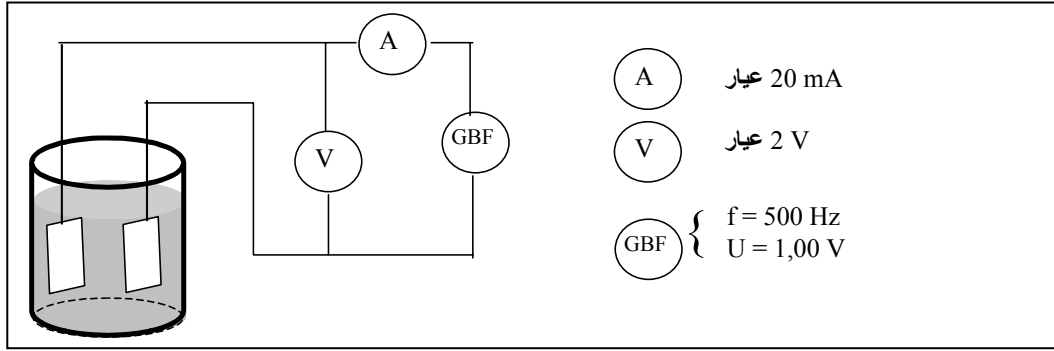 A
GBF
V
A عيار 20 mA
V عيار 2 V
GBF { f = 500 Hz
U = 1,00 V